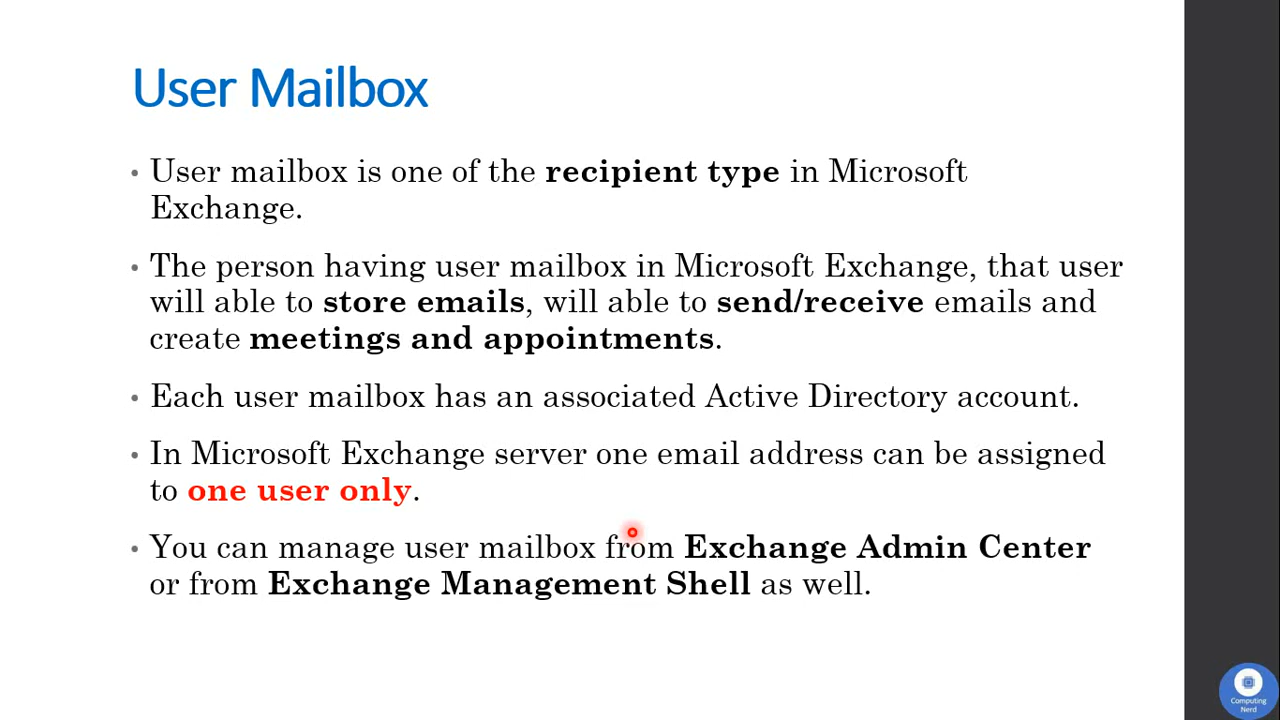 User Mailbox
• User mailbox is one of the recipient type in Microsoft
Exchange.
• The person having user mailbox in Microsoft Exchange, that user
will able to store emails, will able to send/receive emails and
create meetings and appointments.
• Each user mailbox has an associated Active Directory account.
• In Microsoft Exchange server one email address can be assigned
to one user only.
• You can manage user mailbox from Exchange Admin Center
or from Exchange Management Shell as well.
Computing
Nerd